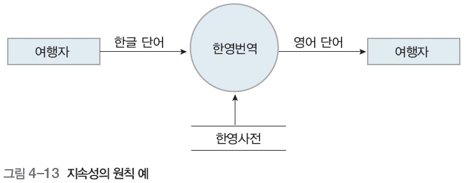 한글 단어
영어 단어
여행자
한영번역
여행자
한영사전
그림 4-13 지속성의 원칙 예